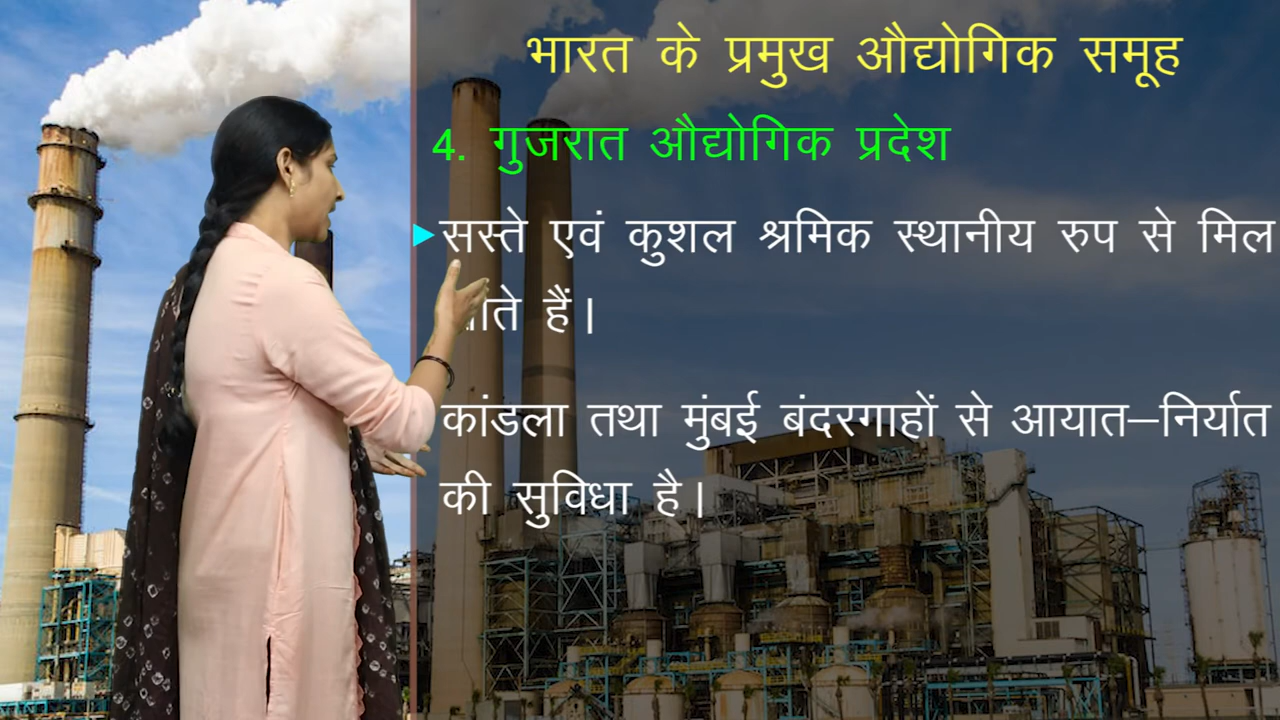 भारत के प्रमुख औद्योगिक समूह
4. गुजरात औद्योगिक प्रदेश
सस्ते एवं कुशल श्रमिक स्थानीय रुप से मिल
हैं।
कांडला तथा मुंबई बंदरगाहों से आयात–निर्यात
की सुविधा है।